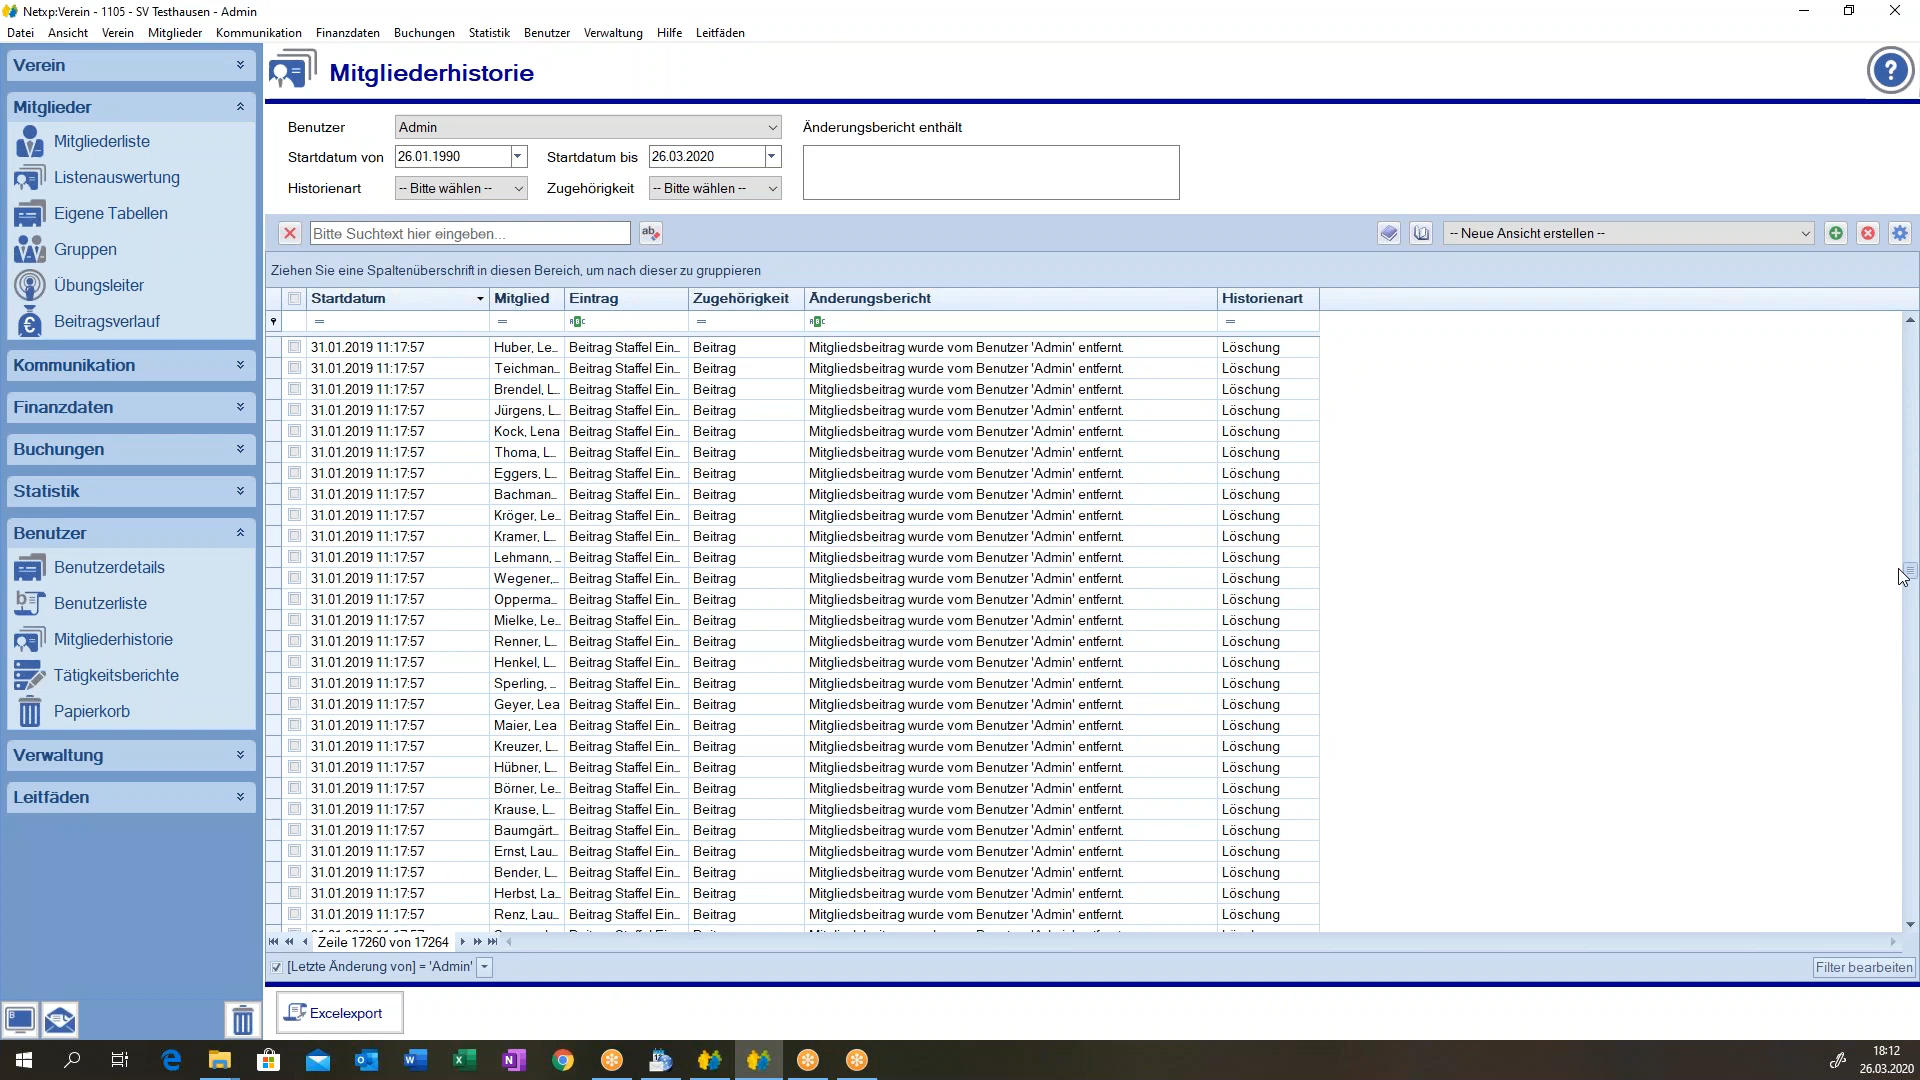 Netxp:Verein - 1105 - SV Testhausen - Admin
Datei Ansicht Verein Mitglieder Kommunikation Finanzdaten Buchungen Statistik Benutzer Verwaltung Hilfe Leitfäden
Verein
Mitglieder
Mitgliederliste
Listenauswertung
Eigene Tabellen
Gruppen
Übungsleiter
Beitragsverlauf
Kommunikation
Finanzdaten
Buchungen
Statistik
Benutzer
Benutzerdetails
Benutzerliste
Mitgliederhistorie
Tätigkeitsberichte
Papierkorb
Verwaltung
Leitfäden
Mitgliederhistorie
?
Benutzer Admin Änderungsbericht enthält
Startdatum von 26.01.1990 Startdatum bis 26.03.2020
Historienart -- Bitte wählen -- Zugehörigkeit -- Bitte wählen --
Bitte Suchtext hier eingeben... -- Neue Ansicht erstellen --
Ziehen Sie eine Spaltenüberschrift in diesen Bereich, um nach dieser zu gruppieren
Startdatum Mitglied Eintrag Zugehörigkeit Änderungsbericht Historienart
= = = =
31.01.2019 11:17:57 Huber, Le... Beitrag Staffel Ein... Beitrag Mitgliedsbeitrag wurde vom Benutzer 'Admin' entfernt. Löschung
31.01.2019 11:17:57 Teichman... Beitrag Staffel Ein... Beitrag Mitgliedsbeitrag wurde vom Benutzer 'Admin' entfernt. Löschung
31.01.2019 11:17:57 Brendel, L... Beitrag Staffel Ein... Beitrag Mitgliedsbeitrag wurde vom Benutzer 'Admin' entfernt. Löschung
31.01.2019 11:17:57 Jürgens, L... Beitrag Staffel Ein... Beitrag Mitgliedsbeitrag wurde vom Benutzer 'Admin' entfernt. Löschung
31.01.2019 11:17:57 Kock, Lena Beitrag Staffel Ein... Beitrag Mitgliedsbeitrag wurde vom Benutzer 'Admin' entfernt. Löschung
31.01.2019 11:17:57 Thoma, L... Beitrag Staffel Ein... Beitrag Mitgliedsbeitrag wurde vom Benutzer 'Admin' entfernt. Löschung
31.01.2019 11:17:57 Eggers, L... Beitrag Staffel Ein... Beitrag Mitgliedsbeitrag wurde vom Benutzer 'Admin' entfernt. Löschung
31.01.2019 11:17:57 Bachman... Beitrag Staffel Ein... Beitrag Mitgliedsbeitrag wurde vom Benutzer 'Admin' entfernt. Löschung
31.01.2019 11:17:57 Kröger, Le... Beitrag Staffel Ein... Beitrag Mitgliedsbeitrag wurde vom Benutzer 'Admin' entfernt. Löschung
31.01.2019 11:17:57 Kramer, L... Beitrag Staffel Ein... Beitrag Mitgliedsbeitrag wurde vom Benutzer 'Admin' entfernt. Löschung
31.01.2019 11:17:57 Lehmann, ... Beitrag Staffel Ein... Beitrag Mitgliedsbeitrag wurde vom Benutzer 'Admin' entfernt. Löschung
31.01.2019 11:17:57 Wegener,... Beitrag Staffel Ein... Beitrag Mitgliedsbeitrag wurde vom Benutzer 'Admin' entfernt. Löschung
31.01.2019 11:17:57 Opperma... Beitrag Staffel Ein... Beitrag Mitgliedsbeitrag wurde vom Benutzer 'Admin' entfernt. Löschung
31.01.2019 11:17:57 Mielke, Le... Beitrag Staffel Ein... Beitrag Mitgliedsbeitrag wurde vom Benutzer 'Admin' entfernt. Löschung
31.01.2019 11:17:57 Renner, L... Beitrag Staffel Ein... Beitrag Mitgliedsbeitrag wurde vom Benutzer 'Admin' entfernt. Löschung
31.01.2019 11:17:57 Henkel, L... Beitrag Staffel Ein... Beitrag Mitgliedsbeitrag wurde vom Benutzer 'Admin' entfernt. Löschung
31.01.2019 11:17:57 Sperling, ... Beitrag Staffel Ein... Beitrag Mitgliedsbeitrag wurde vom Benutzer 'Admin' entfernt. Löschung
31.01.2019 11:17:57 Geyer, Lea Beitrag Staffel Ein... Beitrag Mitgliedsbeitrag wurde vom Benutzer 'Admin' entfernt. Löschung
31.01.2019 11:17:57 Maier, Lea Beitrag Staffel Ein... Beitrag Mitgliedsbeitrag wurde vom Benutzer 'Admin' entfernt. Löschung
31.01.2019 11:17:57 Kreuzer, L... Beitrag Staffel Ein... Beitrag Mitgliedsbeitrag wurde vom Benutzer 'Admin' entfernt. Löschung
31.01.2019 11:17:57 Hübner, L... Beitrag Staffel Ein... Beitrag Mitgliedsbeitrag wurde vom Benutzer 'Admin' entfernt. Löschung
31.01.2019 11:17:57 Börner, Le... Beitrag Staffel Ein... Beitrag Mitgliedsbeitrag wurde vom Benutzer 'Admin' entfernt. Löschung
31.01.2019 11:17:57 Krause, L... Beitrag Staffel Ein... Beitrag Mitgliedsbeitrag wurde vom Benutzer 'Admin' entfernt. Löschung
31.01.2019 11:17:57 Baumgärt... Beitrag Staffel Ein... Beitrag Mitgliedsbeitrag wurde vom Benutzer 'Admin' entfernt. Löschung
31.01.2019 11:17:57 Ernst, Lau... Beitrag Staffel Ein... Beitrag Mitgliedsbeitrag wurde vom Benutzer 'Admin' entfernt. Löschung
31.01.2019 11:17:57 Bender, L... Beitrag Staffel Ein... Beitrag Mitgliedsbeitrag wurde vom Benutzer 'Admin' entfernt. Löschung
31.01.2019 11:17:57 Herbst, La... Beitrag Staffel Ein... Beitrag Mitgliedsbeitrag wurde vom Benutzer 'Admin' entfernt. Löschung
31.01.2019 11:17:57 Renz, Lau... Beitrag Staffel Ein... Beitrag Mitgliedsbeitrag wurde vom Benutzer 'Admin' entfernt. Löschung
Zeile 17260 von 17264
[Letzte Änderung von] = 'Admin' Filter bearbeiten
Excelexport
18:12
26.03.2020